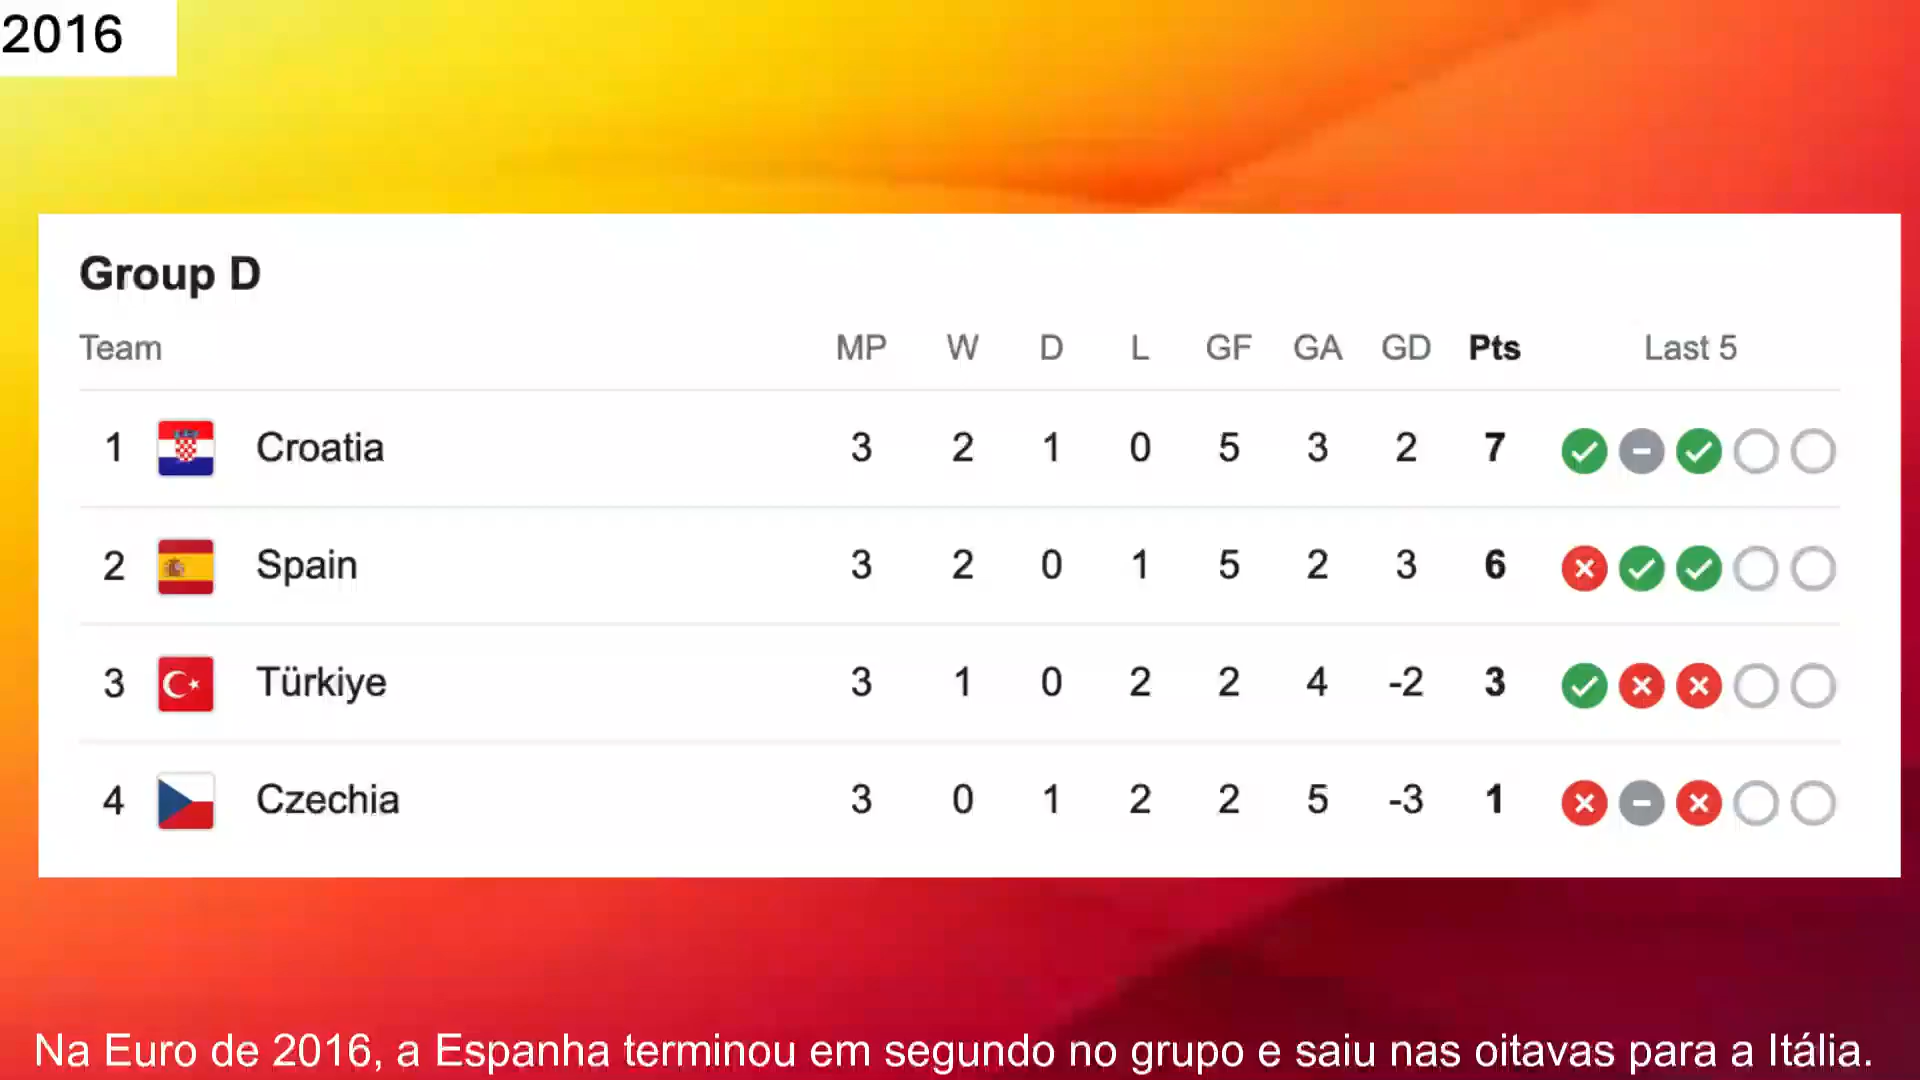 2016
Group D
Team MP W D L GF GA GD Pts Last 5
1 Croatia 3 2 1 0 5 3 2 7
2 Spain 3 2 0 1 5 2 3 6
3 Türkiye 3 1 0 2 2 4 -2 3
4 Czechia 3 0 1 2 2 5 -3 1
Na Euro de 2016, a Espanha terminou em segundo no grupo e saiu nas oitavas para a Itália.